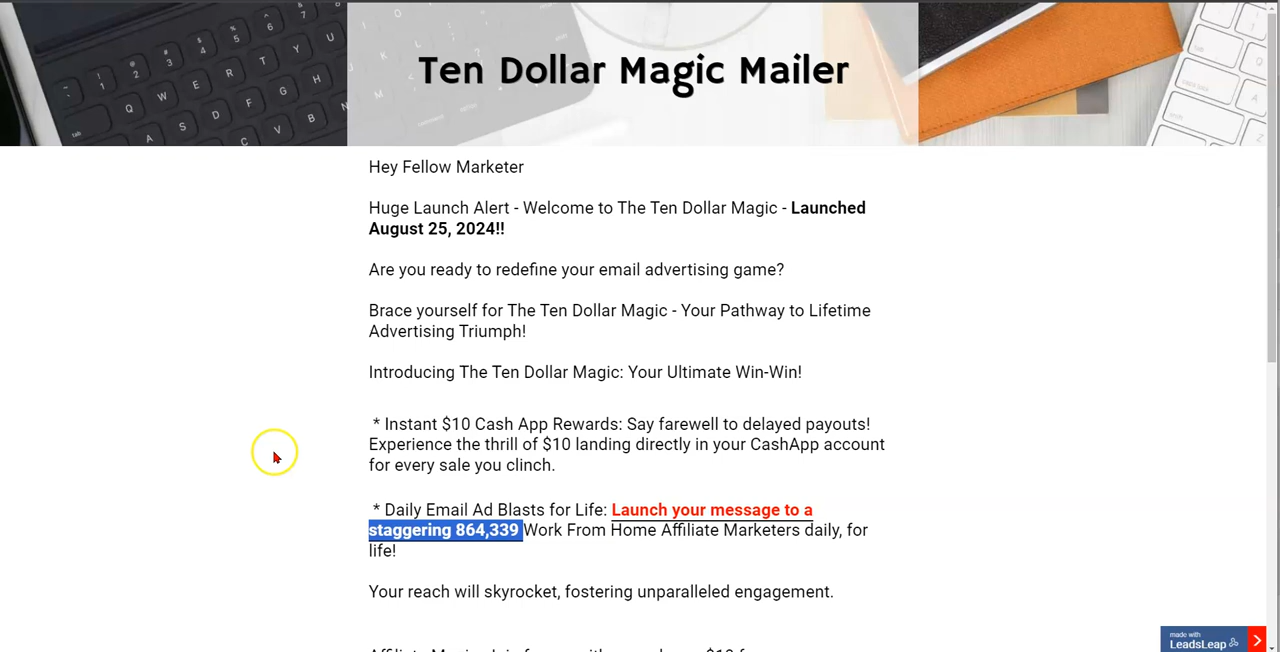 Ten Dollar Magic Mailer
Hey Fellow Marketer
Huge Launch Alert - Welcome to The Ten Dollar Magic - Launched
August 25, 2024!!
Are you ready to redefine your email advertising game?
Brace yourself for The Ten Dollar Magic - Your Pathway to Lifetime
Advertising Triumph!
Introducing The Ten Dollar Magic: Your Ultimate Win-Win!
* Instant $10 Cash App Rewards: Say farewell to delayed payouts!
Experience the thrill of $10 landing directly in your CashApp account
for every sale you clinch.
* Daily Email Ad Blasts for Life: Launch your message to a
staggering 864,339 Work From Home Affiliate Marketers daily, for
life!
Your reach will skyrocket, fostering unparalleled engagement.
made with
LeadsLeap